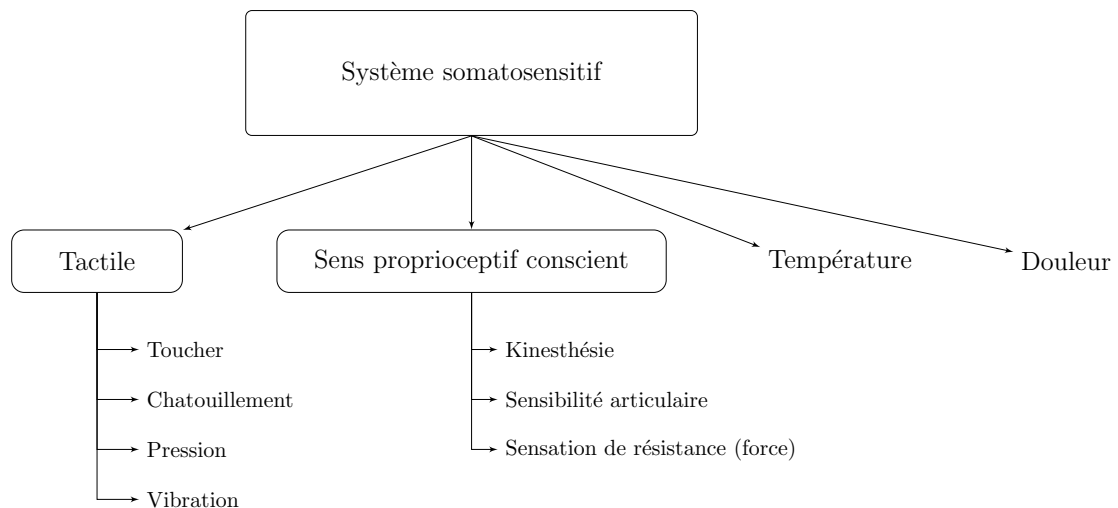 Système somatosensitif
Tactile
Sens proprioceptif conscient
Température
Douleur
Toucher
Chatouillement
Pression
Vibration
Kinesthésie
Sensibilité articulaire
Sensation de résistance (force)